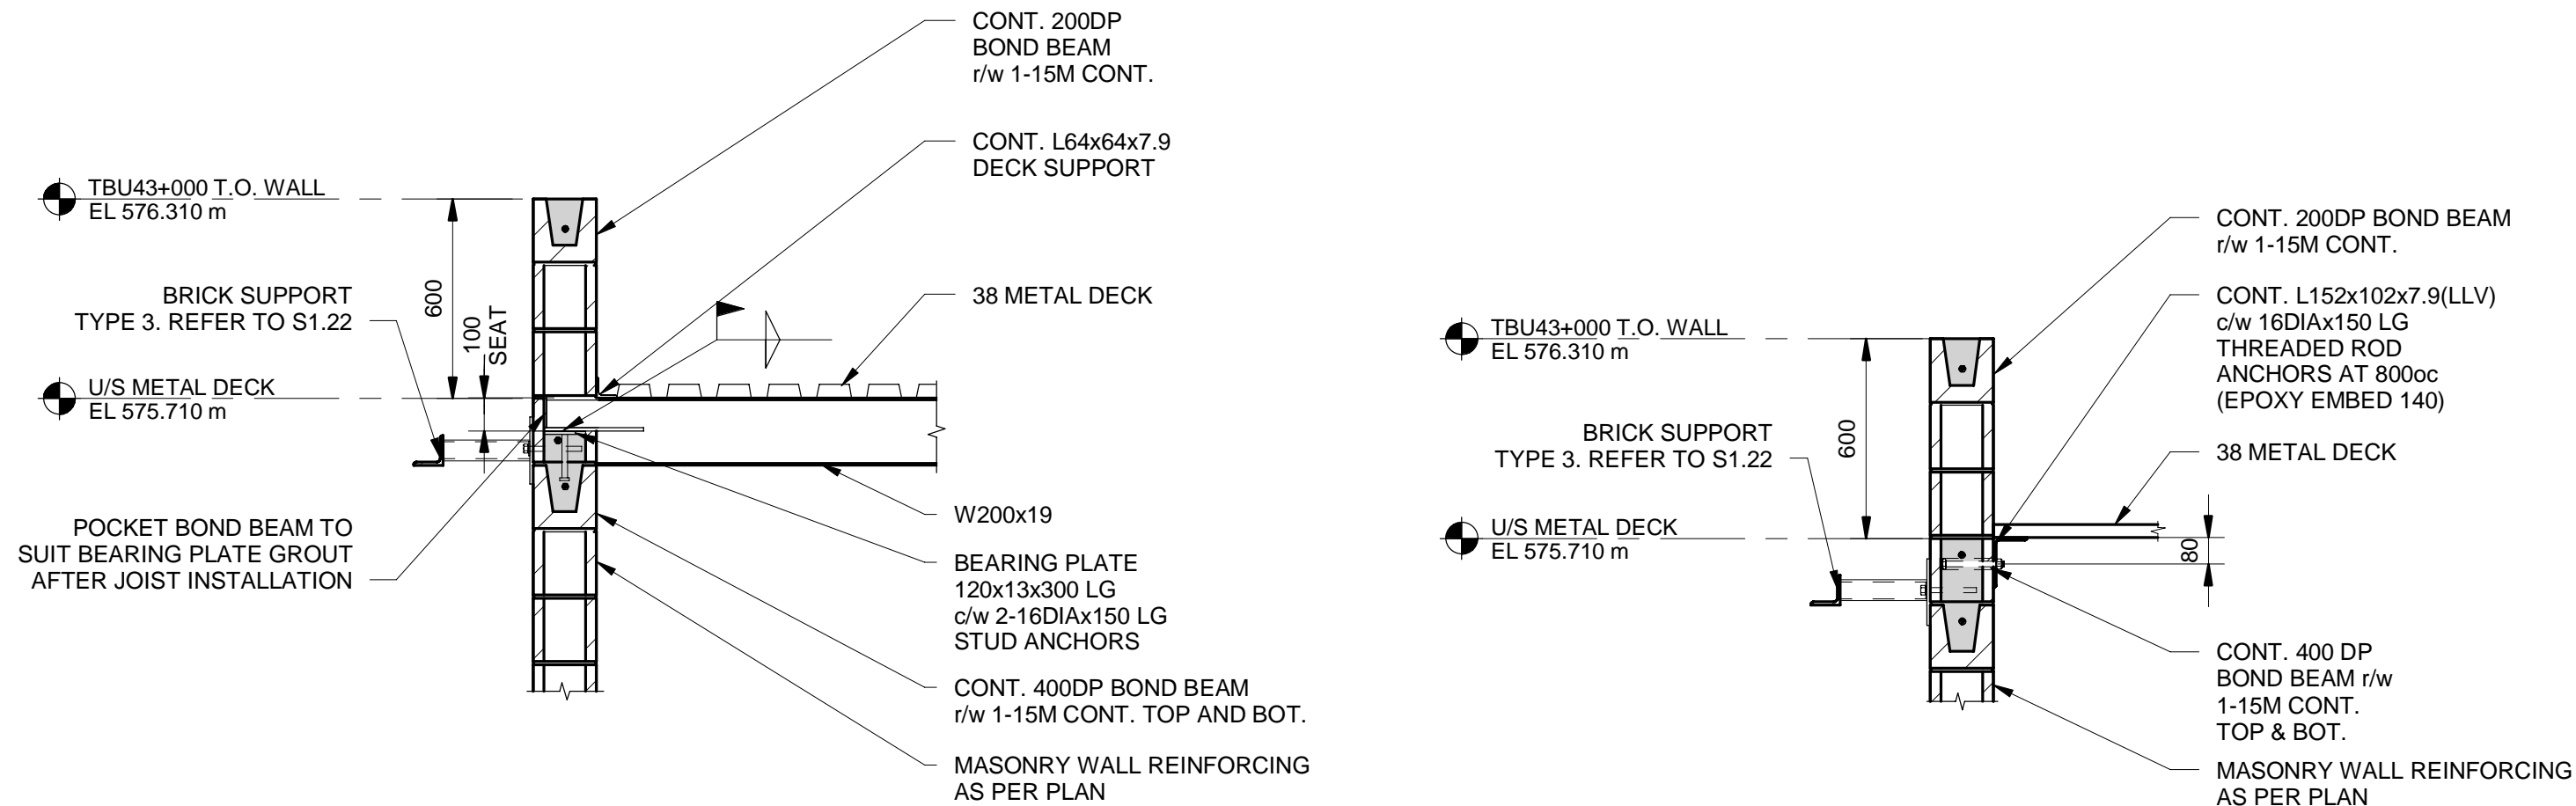 CONT. 200DP
BOND BEAM
r/w 1-15M CONT.
CONT. L64x64x7.9
DECK SUPPORT
TBU43+000 T.O. WALL
EL 576.310 m
600
BRICK SUPPORT
TYPE 3. REFER TO S1.22
100
SEAT
38 METAL DECK
U/S METAL DECK
EL 575.710 m
W200x19
POCKET BOND BEAM TO
SUIT BEARING PLATE GROUT
AFTER JOIST INSTALLATION
BEARING PLATE
120x13x300 LG
c/w 2-16DIAx150 LG
STUD ANCHORS
CONT. 400DP BOND BEAM
r/w 1-15M CONT. TOP AND BOT.
MASONRY WALL REINFORCING
AS PER PLAN
CONT. 200DP BOND BEAM
r/w 1-15M CONT.
CONT. L152x102x7.9(LLV)
c/w 16DIAx150 LG
THREADED ROD
ANCHORS AT 800oc
(EPOXY EMBED 140)
TBU43+000 T.O. WALL
EL 576.310 m
600
BRICK SUPPORT
TYPE 3. REFER TO S1.22
38 METAL DECK
U/S METAL DECK
EL 575.710 m
80
CONT. 400 DP
BOND BEAM r/w
1-15M CONT.
TOP & BOT.
MASONRY WALL REINFORCING
AS PER PLAN